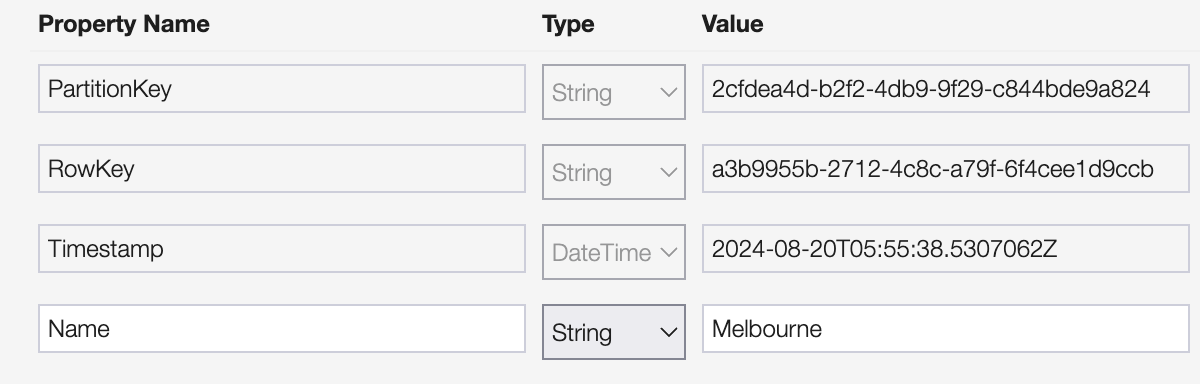 Property Name Type Value
PartitionKey String 2cfdea4d-b2f2-4db9-9f29-c844bde9a824
RowKey String a3b9955b-2712-4c8c-a79f-6f4cee1d9ccb
Timestamp DateTime 2024-08-20T05:55:38.5307062Z
Name String Melbourne